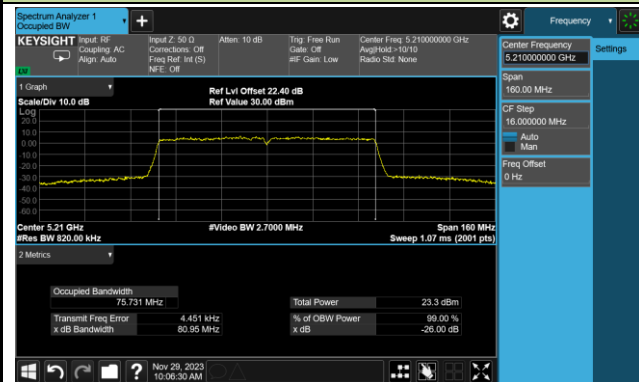 Spectrum Analyzer 1
Occupied BW
Frequency
KEYSIGHT
Input: RF
Coupling: AC
Align: Auto
Input Z: 50 Ω
Corrections: Off
Freq Ref: Int (S)
NFE: Off
Atten: 10 dB
Trig: Free Run
Gate: Off
#IF Gain: Low
Center Freq: 5.210000000 GHz
Avg|Hold:>10/10
Radio Std: None
Center Frequency
5.210000000 GHz
Settings
Span
160.00 MHz
CF Step
16.000000 MHz
Auto
Man
Freq Offset
0 Hz
1 Graph
Scale/Div 10.0 dB
Ref Lvl Offset 22.40 dB
Ref Value 30.00 dBm
Log
20.0
10.0
0.00
-10.0
-20.0
-30.0
-40.0
-50.0
-60.0
Center 5.21 GHz
#Res BW 820.00 kHz
#Video BW 2.7000 MHz
Span 160 MHz
Sweep 1.07 ms (2001 pts)
2 Metrics
Occupied Bandwidth
75.731 MHz
Total Power 23.3 dBm
Transmit Freq Error 4.451 kHz
% of OBW Power 99.00 %
x dB Bandwidth 80.95 MHz
x dB -26.00 dB
Nov 29, 2023
10:06:30 AM